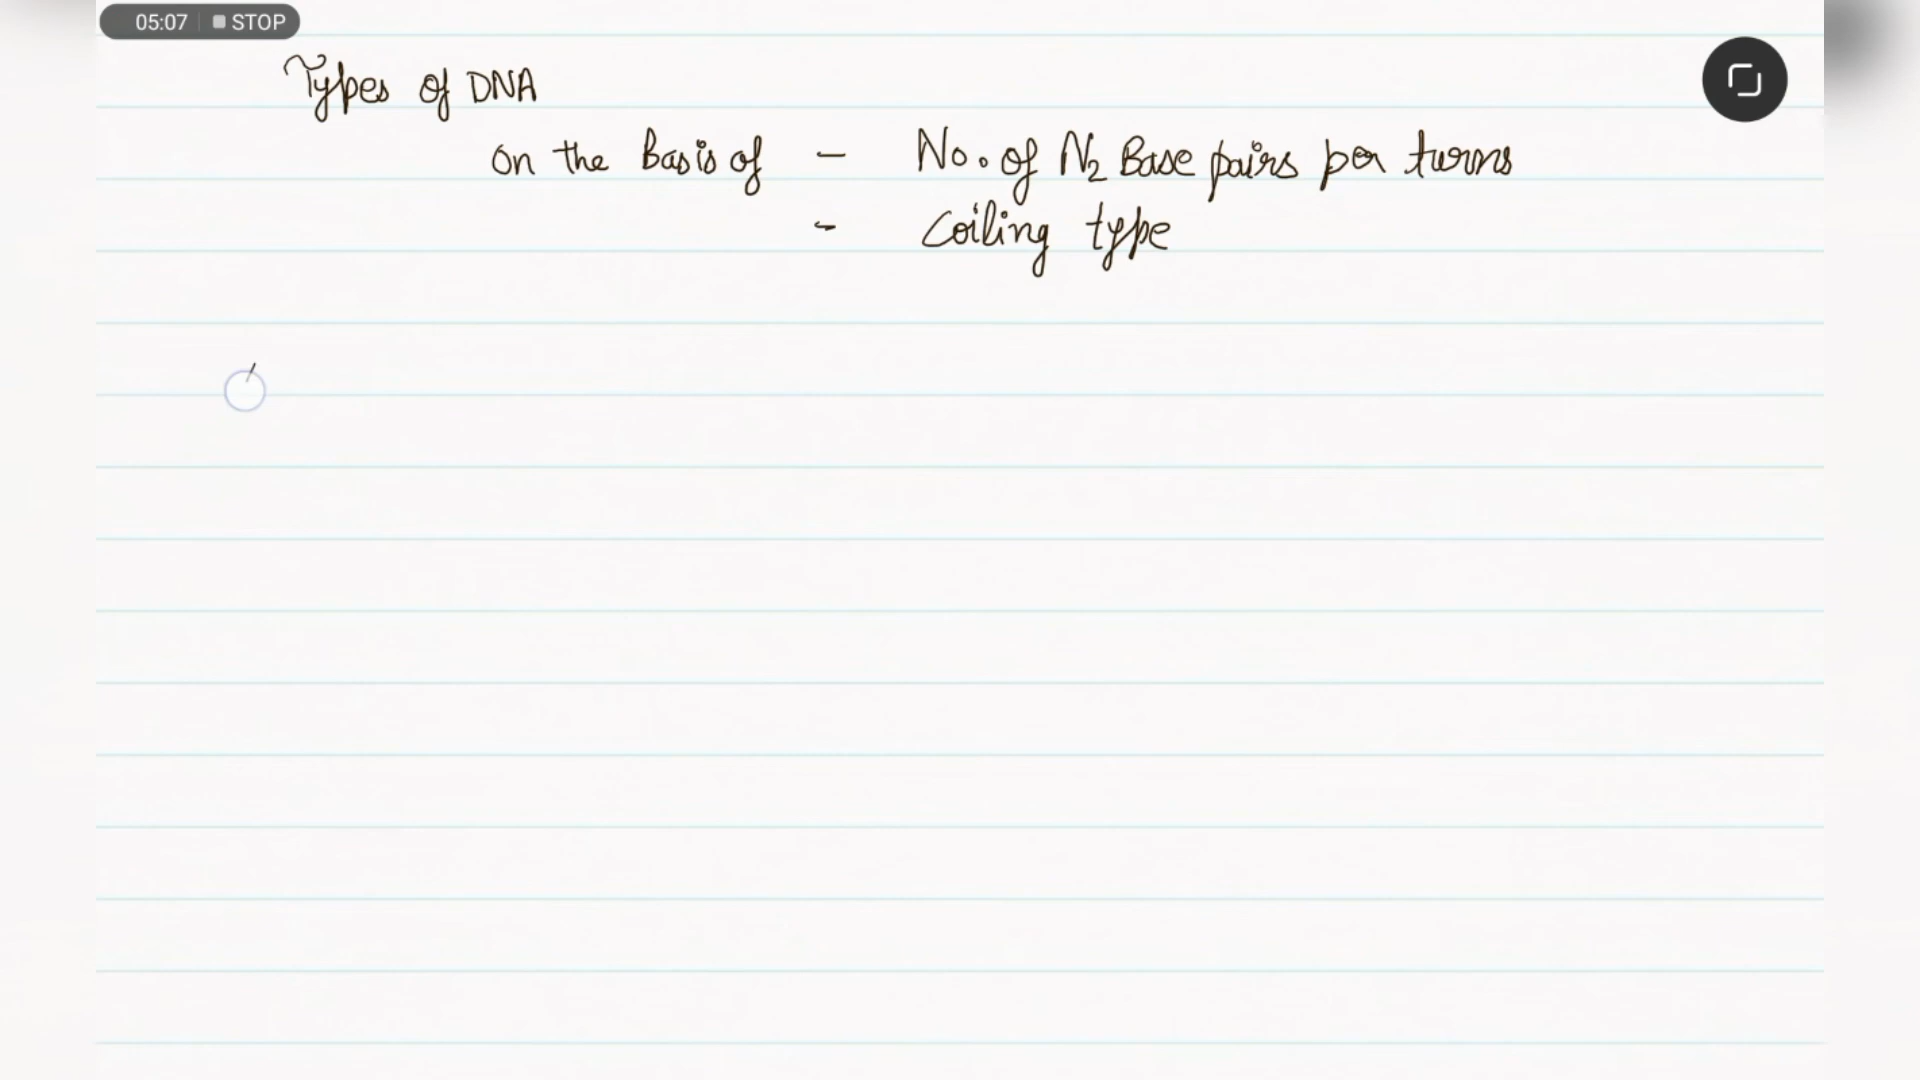 05:07 STOP
Types of DNA
on the Basis of - No. of N₂ Base pairs per turns
- Coiling type